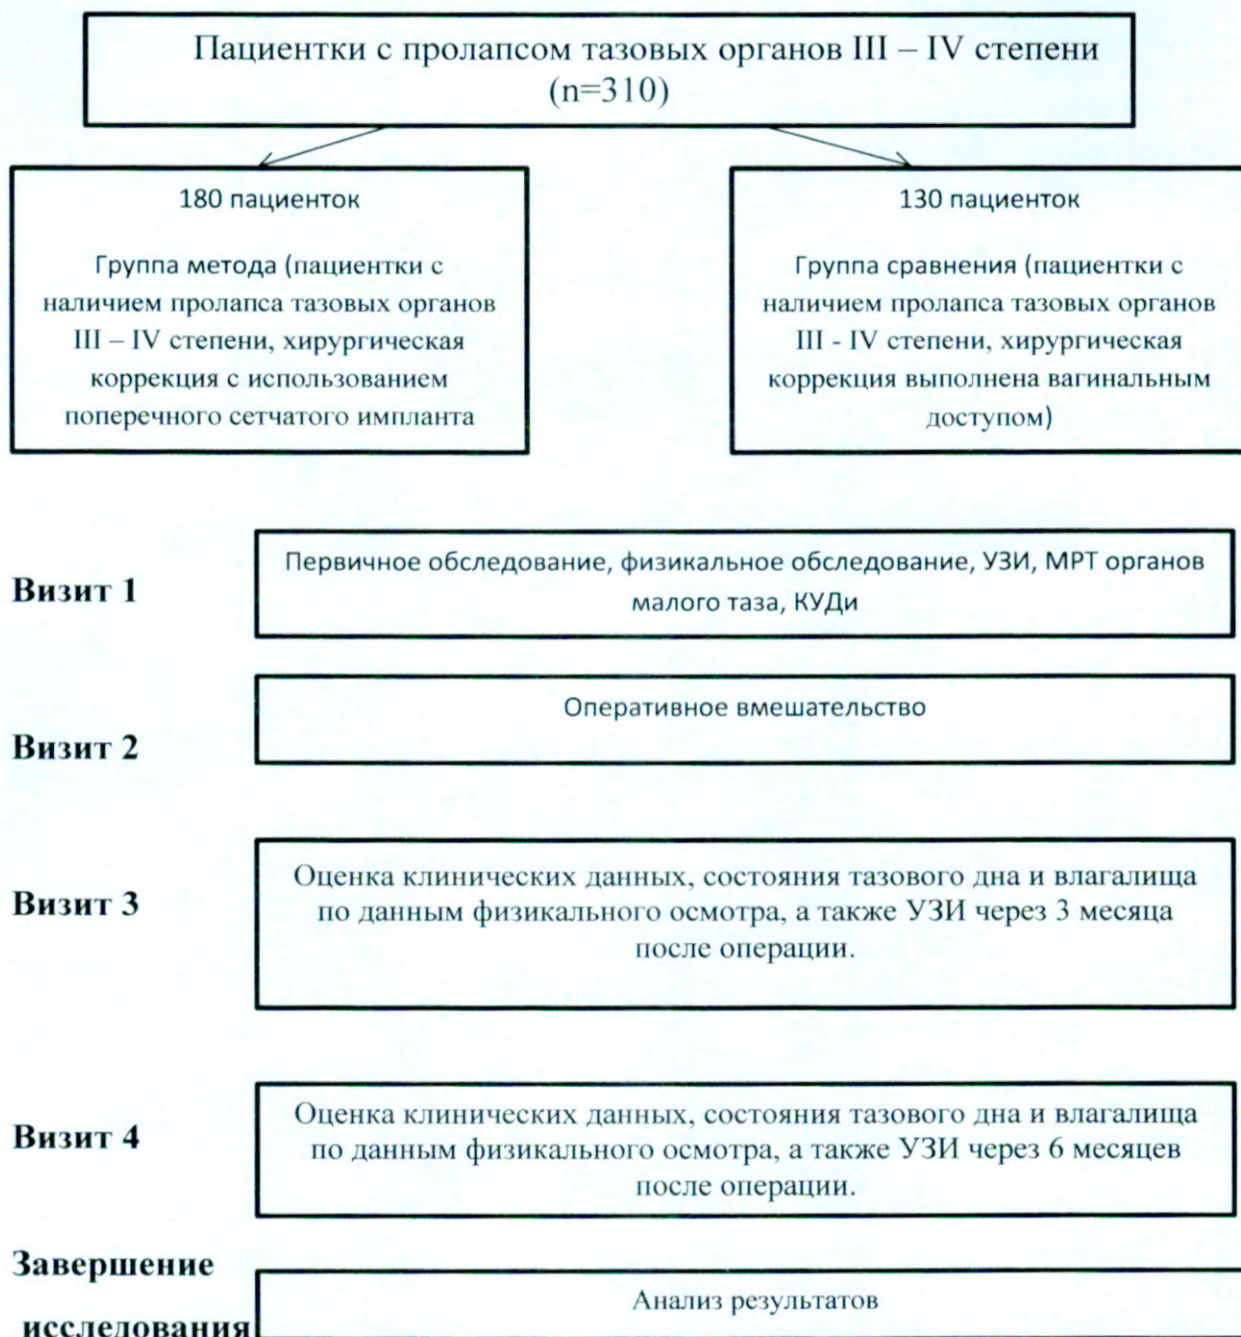 Пациентки с пролапсом тазовых органов III – IV степени
(n=310)
180 пациенток
Группа метода (пациентки с
наличием пролапса тазовых органов
III – IV степени, хирургическая
коррекция с использованием
поперечного сетчатого импланта
130 пациенток
Группа сравнения (пациентки с
наличием пролапса тазовых органов
III - IV степени, хирургическая
коррекция выполнена вагинальным
доступом)
Визит 1
Первичное обследование, физикальное обследование, УЗИ, МРТ органов
малого таза, КУДи
Визит 2
Оперативное вмешательство
Визит 3
Оценка клинических данных, состояния тазового дна и влагалища
по данным физикального осмотра, а также УЗИ через 3 месяца
после операции.
Визит 4
Оценка клинических данных, состояния тазового дна и влагалища
по данным физикального осмотра, а также УЗИ через 6 месяцев
после операции.
Завершение
исследования
Анализ результатов